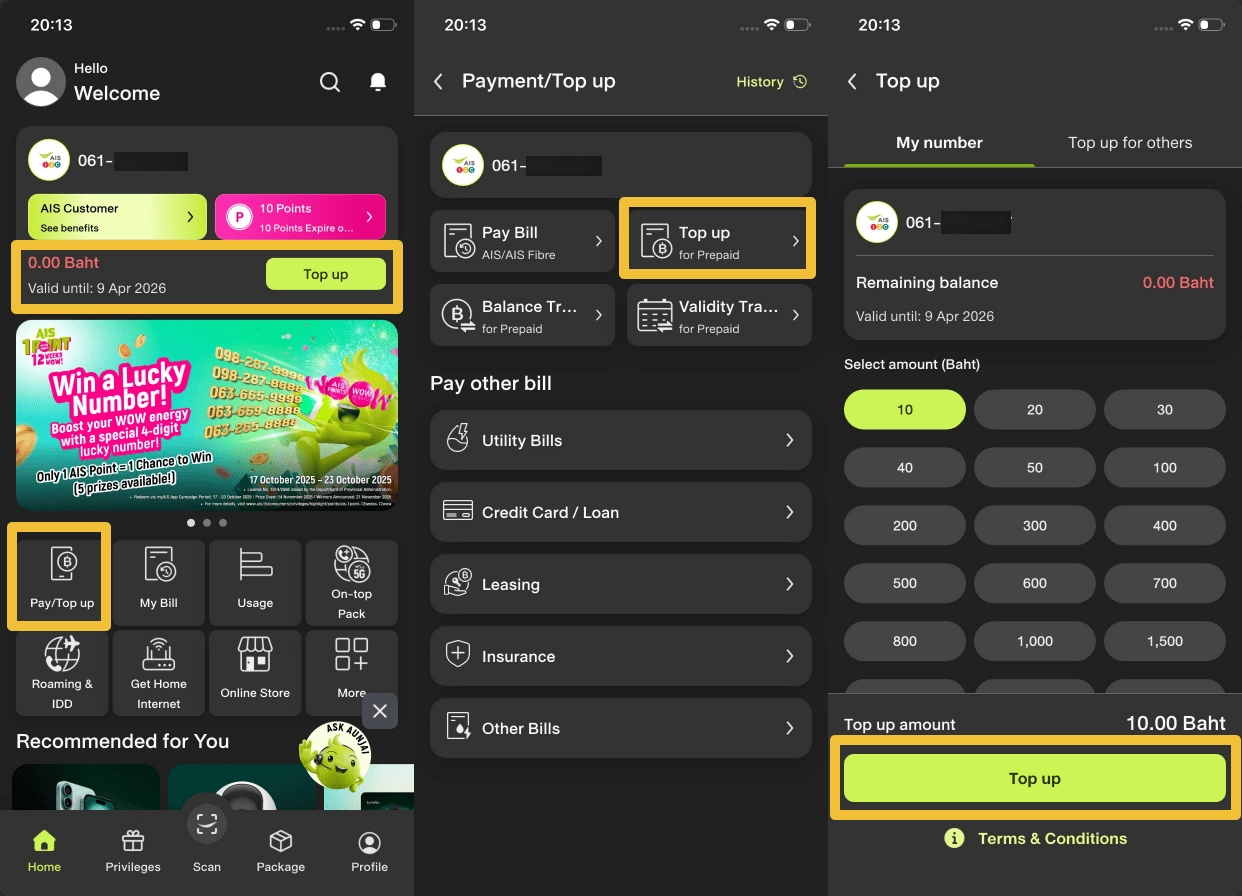 20:13
Hello
Welcome
AIS
061-
AIS Customer
See benefits
P
10 Points
10 Points Expire o...
0.00 Baht
Valid until: 9 Apr 2026
Top up
AIS
1POINT
12 WEEKS
WOW!
Win a Lucky
Number!
Boost your WOW energy
with a special 4-digit
lucky number!
Only 1 AIS Point = 1 Chance to Win
(5 prizes available!)
098-287-9999
098-287-8888
063-665-9999
063-669-8888
063-265-8888
AIS
POINTS
WOW
17 October 2025 – 23 October 2025
Pay/Top up
My Bill
Usage
5G
On-top
Pack
Roaming &
IDD
Get Home
Internet
Online Store
More
Recommended for You
ASK AUNJAI
Home
Privileges
Scan
Package
Profile
20:13
Payment/Top up
History
AIS
061-
Pay Bill
AIS/AIS Fibre
Top up
for Prepaid
Balance Tr...
for Prepaid
Validity Tra...
for Prepaid
Pay other bill
Utility Bills
Credit Card / Loan
Leasing
Insurance
Other Bills
20:13
Top up
My number
Top up for others
AIS
061-
Remaining balance
0.00 Baht
Valid until: 9 Apr 2026
Select amount (Baht)
10
20
30
40
50
100
200
300
400
500
600
700
800
1,000
1,500
Top up amount
10.00 Baht
Top up
Terms & Conditions